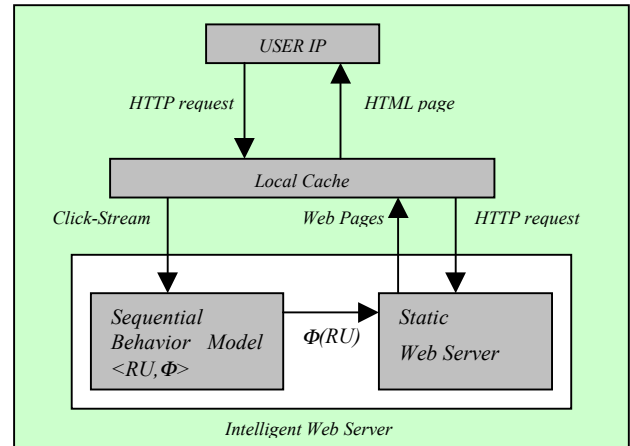 USER IP
HTTP request
HTML page
Local Cache
Click-Stream
Web Pages
HTTP request
Sequential
Behavior Model
<RU,Φ>
Φ(RU)
Static
Web Server
Intelligent Web Server